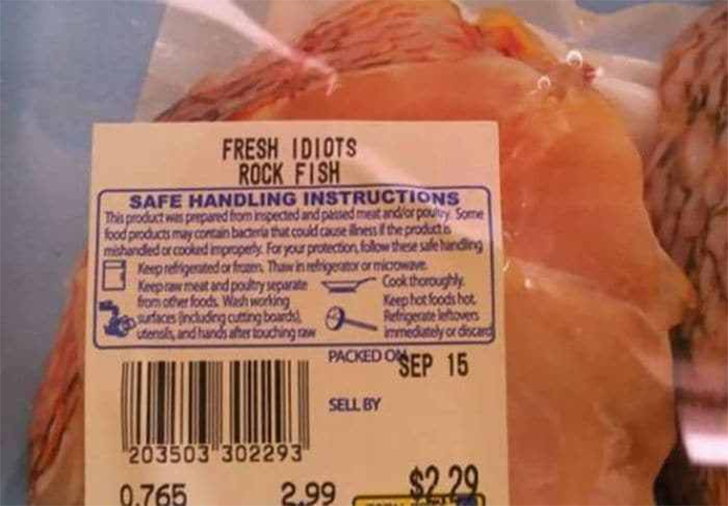 FRESH IDIOTS
ROCK FISH
SAFE HANDLING INSTRUCTIONS
This product was prepared from inspected and passed meat and/or poultry. Some
food products may contain bacteria that could cause illness if the product is
mishandled or cooked improperly. For your protection, follow these safe handling
Keep refrigerated or frozen. Thaw in refrigerator or microwave.
Keep raw meat and poultry separate
from other foods. Wash working
surfaces (including cutting boards),
utensils, and hands after touching raw
Cook thoroughly.
Keep hot foods hot.
Refrigerate leftovers
immediately or discard
PACKED ON SEP 15
SELL BY
203503 302293
0.765 2.99 $2.29